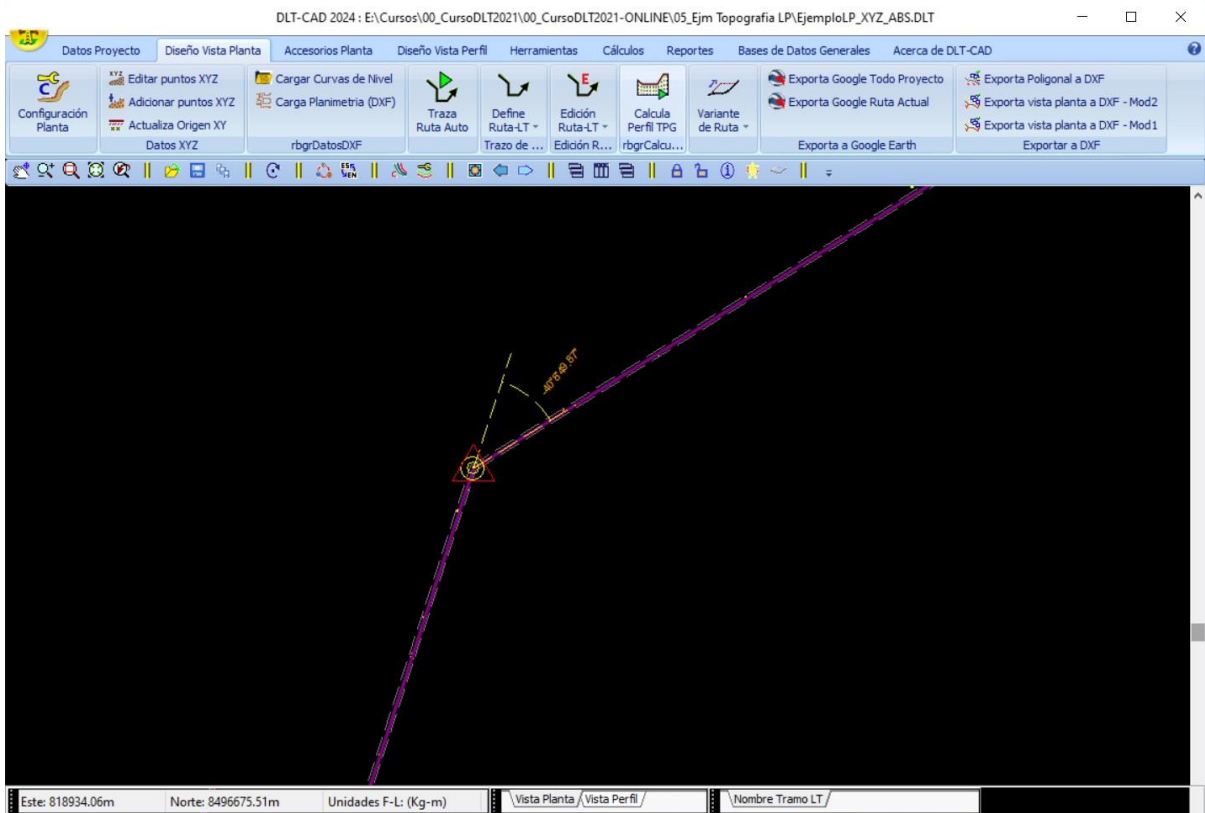 DLT-CAD 2024 : E:\Cursos\00_CursoDLT2021\00_CursoDLT2021-ONLINE\05_Ejm Topografia LP\EjemploLP_XYZ_ABS.DLT
Datos Proyecto Diseño Vista Planta Accesorios Planta Diseño Vista Perfil Herramientas Cálculos Reportes Bases de Datos Generales Acerca de DLT-CAD
Configuración Planta
Editar puntos XYZ
Adicionar puntos XYZ
Actualiza Origen XY
Datos XYZ
Cargar Curvas de Nivel
Carga Planimetria (DXF)
rbgrDatosDXF
Traza
Ruta Auto
Define
Ruta-LT
Trazo de ...
Edición
Ruta-LT
Edición R...
Calcula
Perfil TPG
rbgrCalcu...
Variante
de Ruta
Exporta Google Todo Proyecto
Exporta Google Ruta Actual
Exporta a Google Earth
Exporta Poligonal a DXF
Exporta vista planta a DXF - Mod2
Exporta vista planta a DXF - Mod1
Exportar a DXF
-40°6'49.87"
Este: 818934.06m Norte: 8496675.51m Unidades F-L: (Kg-m) Vista Planta Vista Perfil Nombre Tramo LT